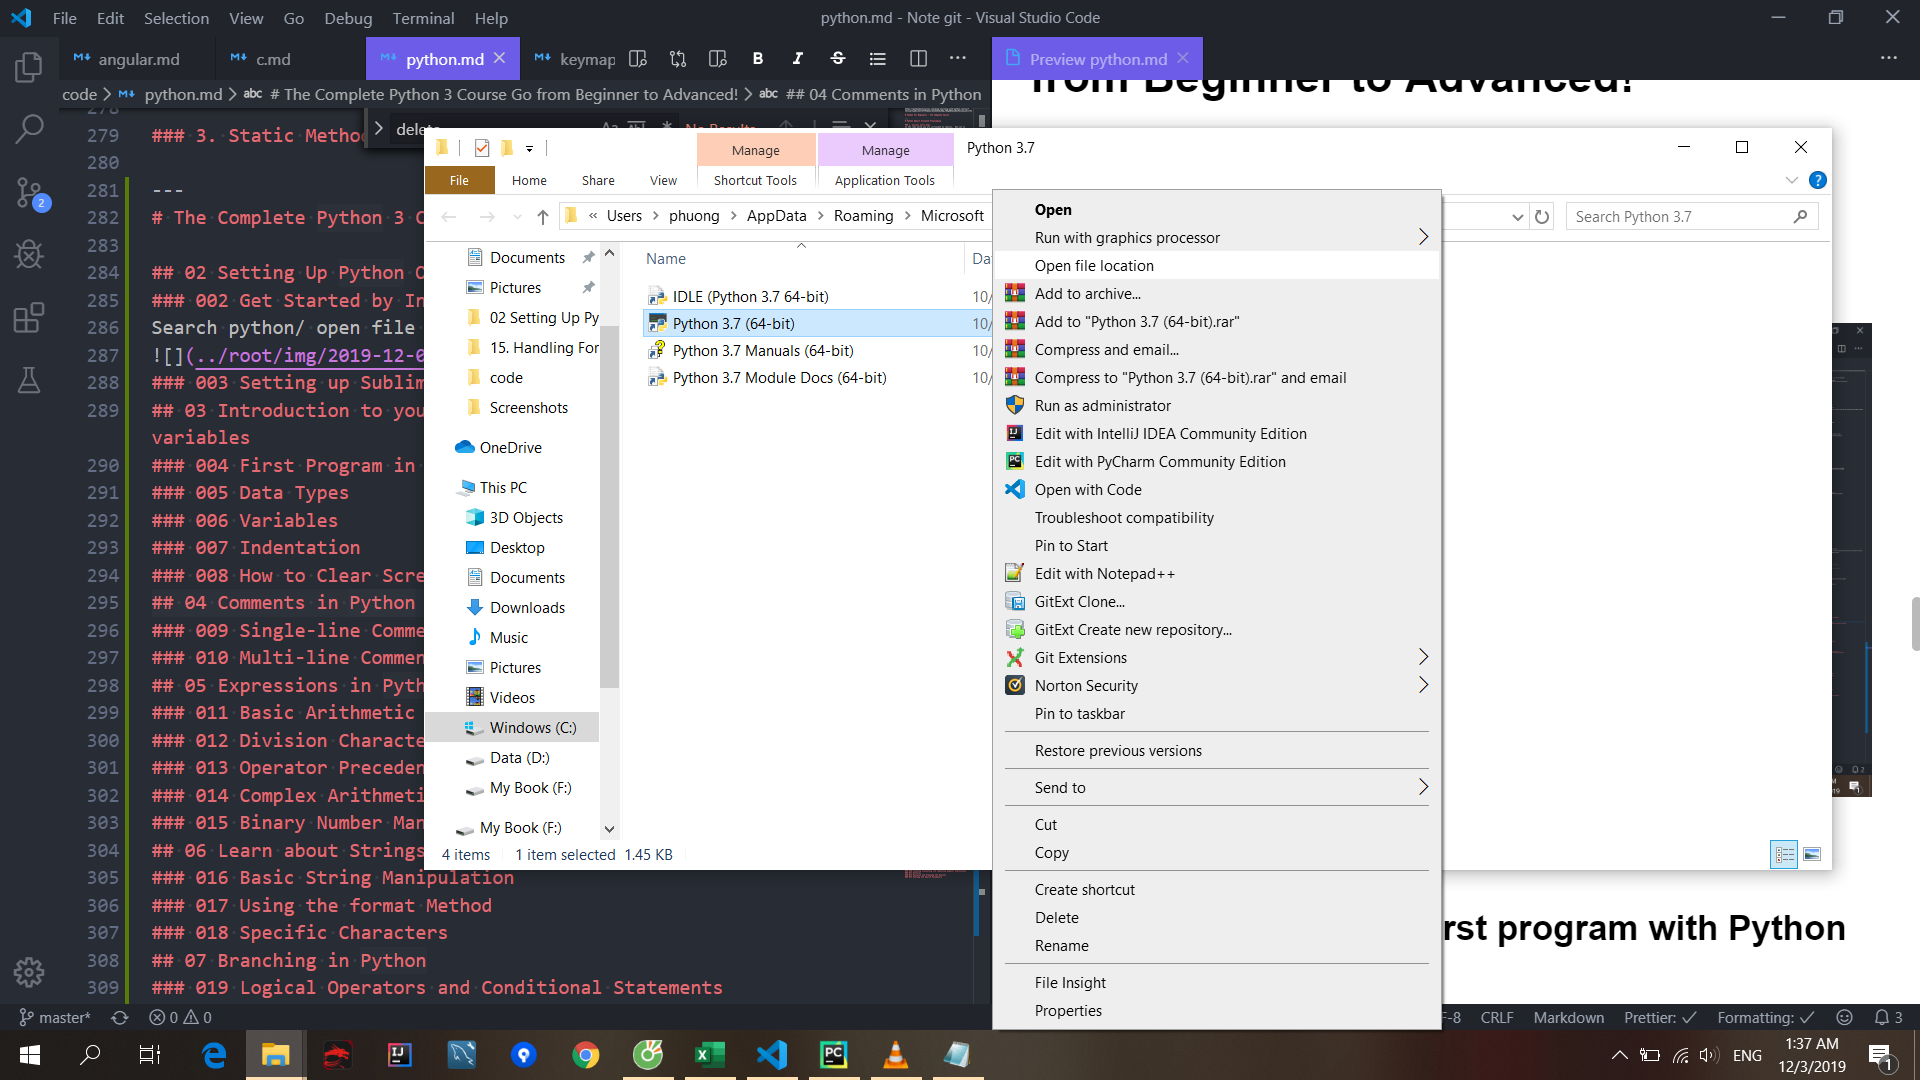 File Edit Selection View Go Debug Terminal Help
python.md - Note git - Visual Studio Code
angular.md
c.md
python.md
keymap
Preview python.md
code > python.md > abc # The Complete Python 3 Course Go from Beginner to Advanced! > abc ## 04 Comments in Python
from Beginner to Advanced!
278
279 ### 3. Static Metho
280
281 ---
282 # The Complete Python 3 C
283
284 ## 02 Setting Up Python
285 ### 002 Get Started by In
286 Search python/ open file
287 ![](../root/img/2019-12-0
288 ### 003 Setting up Sublim
289 ## 03 Introduction to you
variables
290 ### 004 First Program in
291 ### 005 Data Types
292 ### 006 Variables
293 ### 007 Indentation
294 ### 008 How to Clear Scre
295 ## 04 Comments in Python
296 ### 009 Single-line Comme
297 ### 010 Multi-line Commen
298 ## 05 Expressions in Pyth
299 ### 011 Basic Arithmetic
300 ### 012 Division Characte
301 ### 013 Operator Preceden
302 ### 014 Complex Arithmeti
303 ### 015 Binary Number Man
304 ## 06 Learn about Strings
305 ### 016 Basic String Manipulation
306 ### 017 Using the format Method
307 ### 018 Specific Characters
308 ## 07 Branching in Python
309 ### 019 Logical Operators and Conditional Statements
2
delete
No Results
Manage
Manage
Python 3.7
File
Home
Share
View
Shortcut Tools
Application Tools
« Users > phuong > AppData > Roaming > Microsoft
Search Python 3.7
Documents
Pictures
02 Setting Up Py
15. Handling For
code
Screenshots
OneDrive
This PC
3D Objects
Desktop
Documents
Downloads
Music
Pictures
Videos
Windows (C:)
Data (D:)
My Book (F:)
My Book (F:)
Name
Da
IDLE (Python 3.7 64-bit) 10/
Python 3.7 (64-bit) 10/
Python 3.7 Manuals (64-bit) 10/
Python 3.7 Module Docs (64-bit) 10/
4 items 1 item selected 1.45 KB
Open
Run with graphics processor
Open file location
Add to archive...
Add to "Python 3.7 (64-bit).rar"
Compress and email...
Compress to "Python 3.7 (64-bit).rar" and email
Run as administrator
Edit with IntelliJ IDEA Community Edition
Edit with PyCharm Community Edition
Open with Code
Troubleshoot compatibility
Pin to Start
Edit with Notepad++
GitExt Clone...
GitExt Create new repository...
Git Extensions
Norton Security
Pin to taskbar
Restore previous versions
Send to
Cut
Copy
Create shortcut
Delete
Rename
File Insight
Properties
rst program with Python
master* 0 0
F-8 CRLF Markdown Prettier: ✓ Formatting: ✓ 3
ENG
1:37 AM
12/3/2019
1